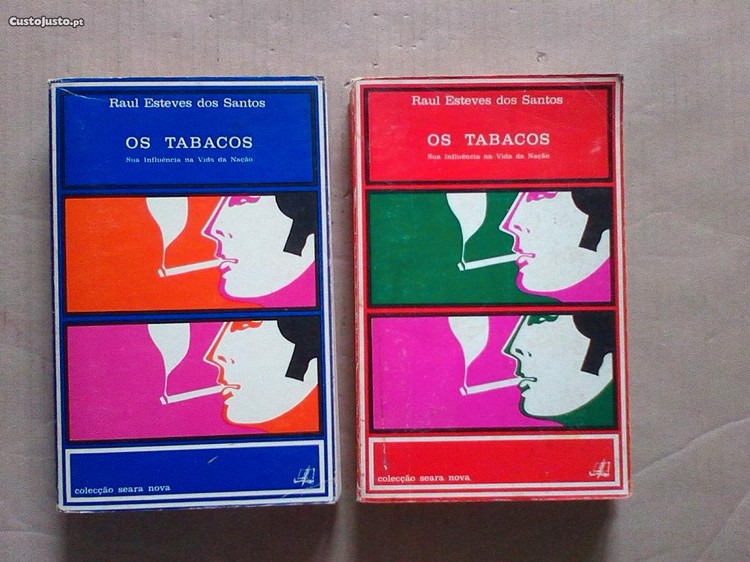 CustoJusto.pt
Raul Esteves dos Santos
OS TABACOS
Sua Influência na Vida da Nação
colecção seara nova
Raul Esteves dos Santos
OS TABACOS
Sua Influência na Vida da Nação
colecção seara nova